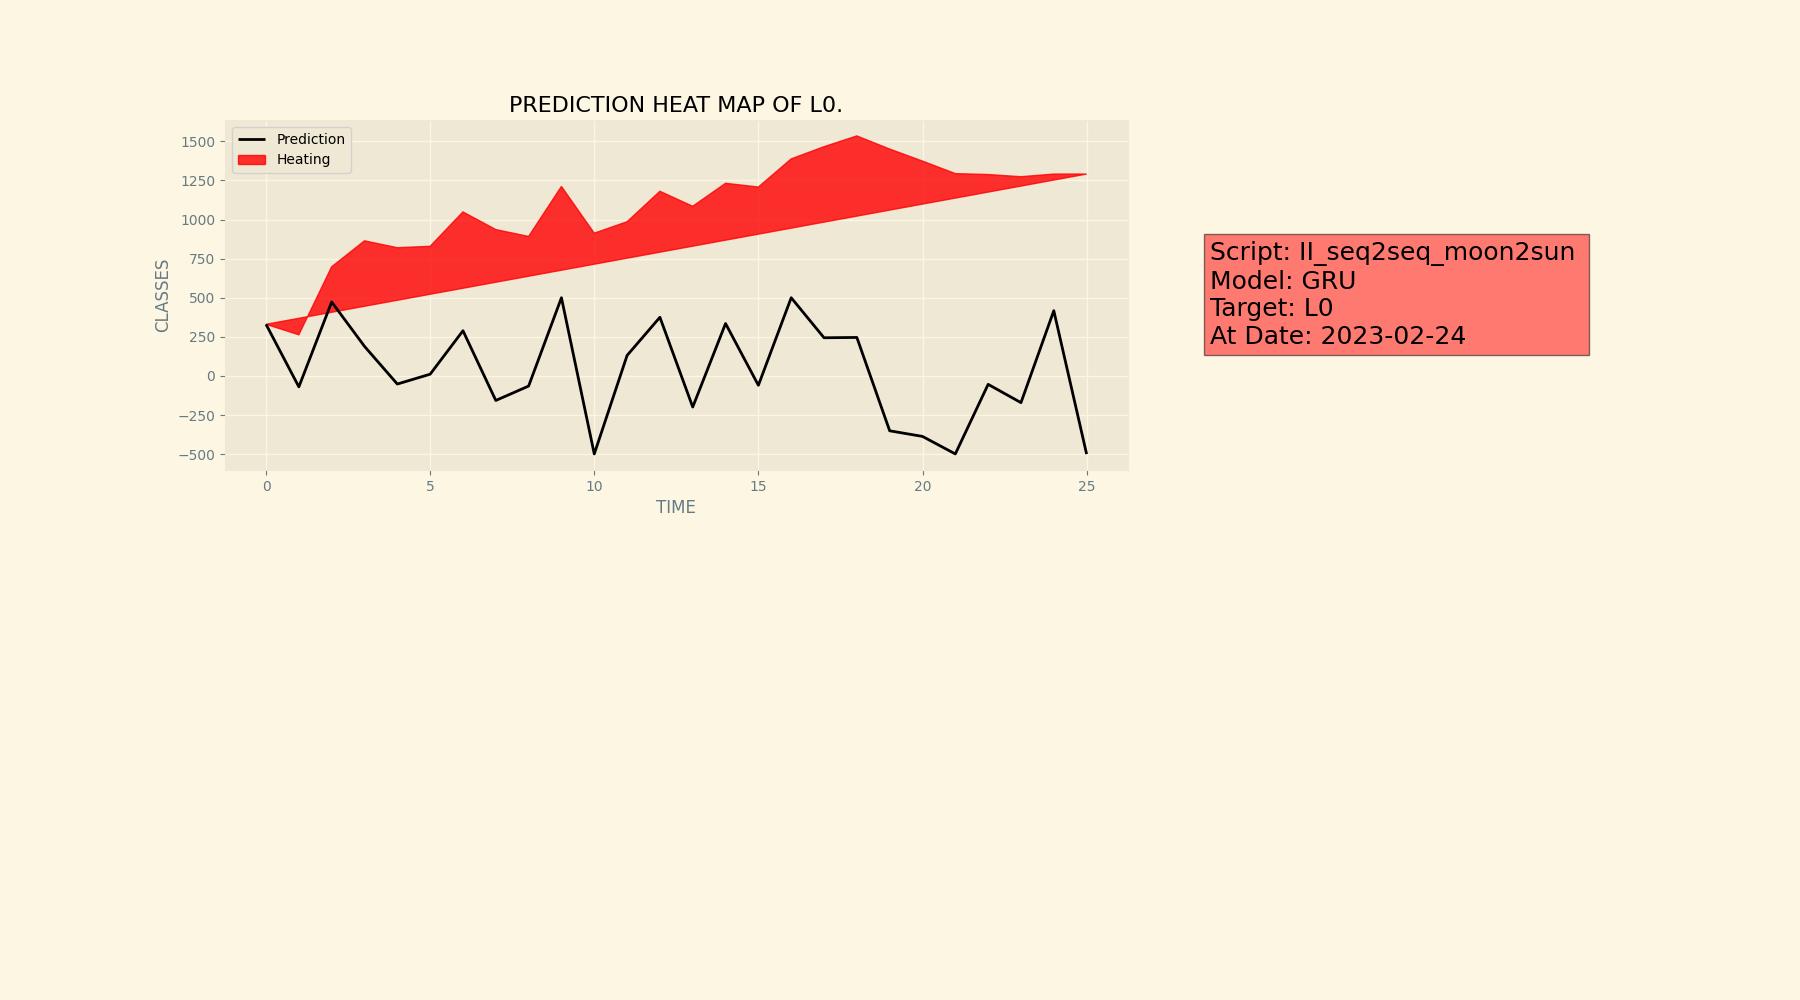 PREDICTION HEAT MAP OF L0.
Prediction
Heating
1500
1250
1000
750
500
250
0
−250
−500
CLASSES
0 5 10 15 20 25
TIME
Script: II_seq2seq_moon2sun
Model: GRU
Target: L0
At Date: 2023-02-24